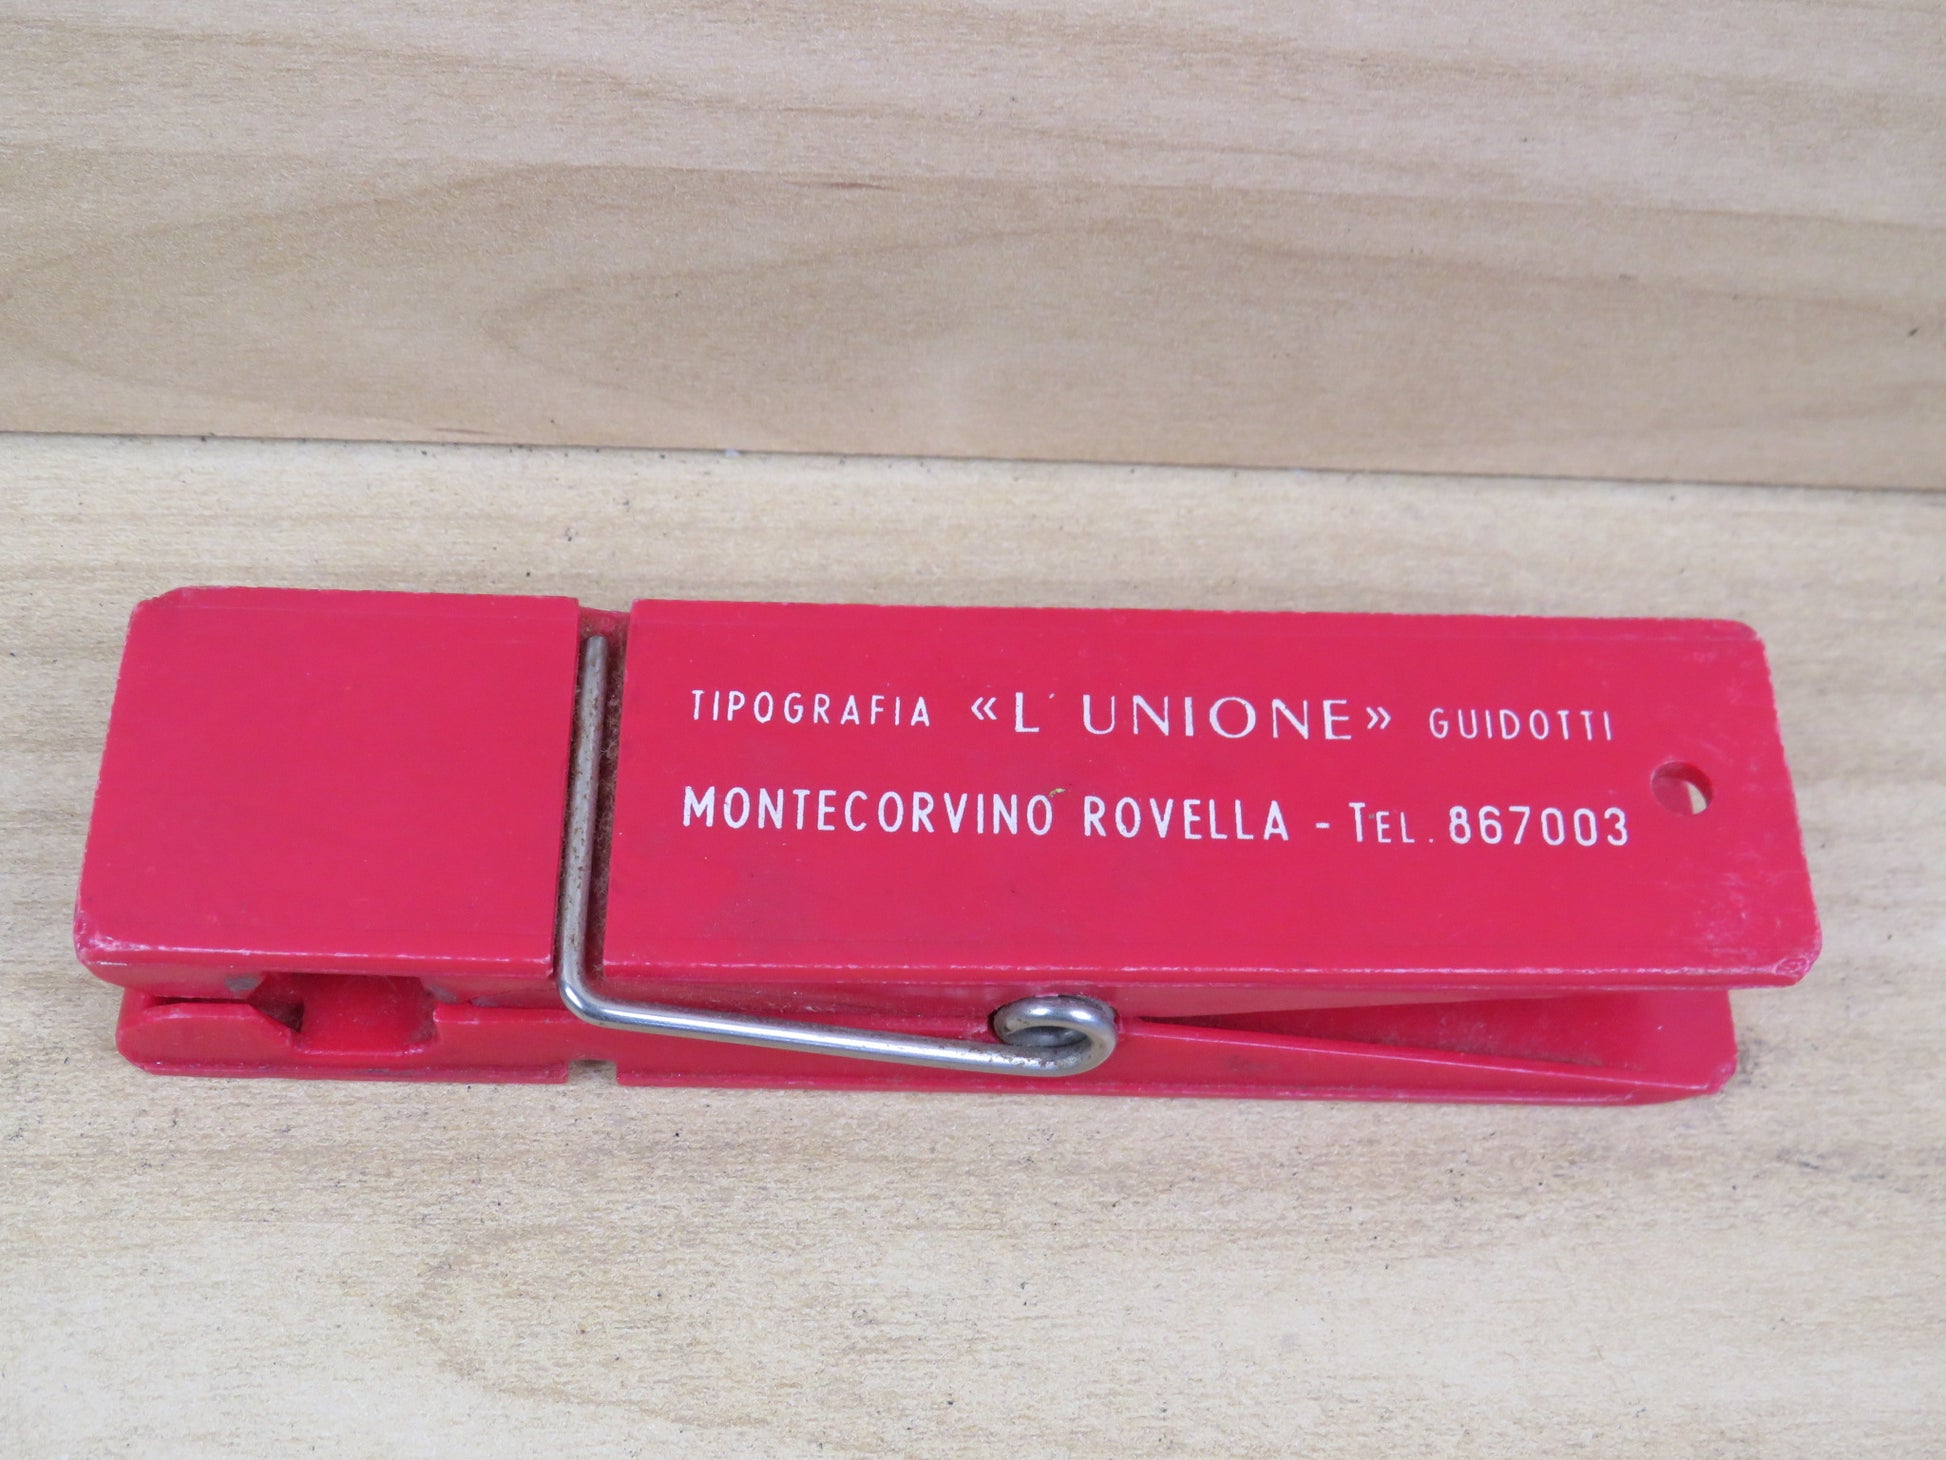 TIPOGRAFIA «L'UNIONE» GUIDOTTI
MONTECORVINO ROVELLA - TEL. 867003